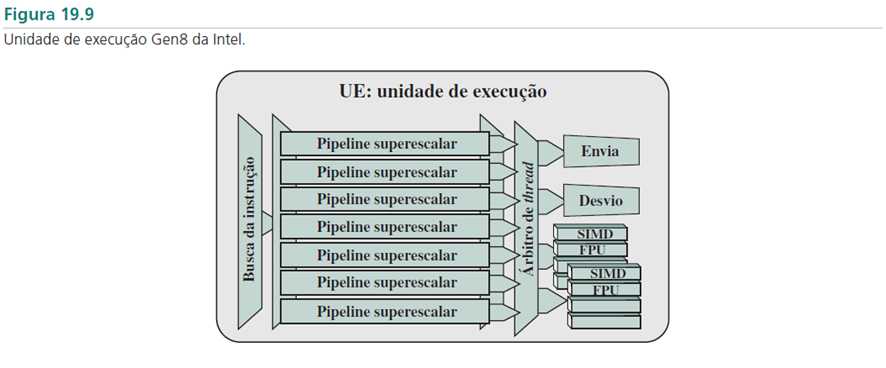 Figura 19.9
Unidade de execução Gen8 da Intel.
UE: unidade de execução
Busca da instrução
Pipeline superescalar
Pipeline superescalar
Pipeline superescalar
Pipeline superescalar
Pipeline superescalar
Pipeline superescalar
Pipeline superescalar
Árbitro de thread
Envia
Desvio
SIMD
FPU
SIMD
FPU